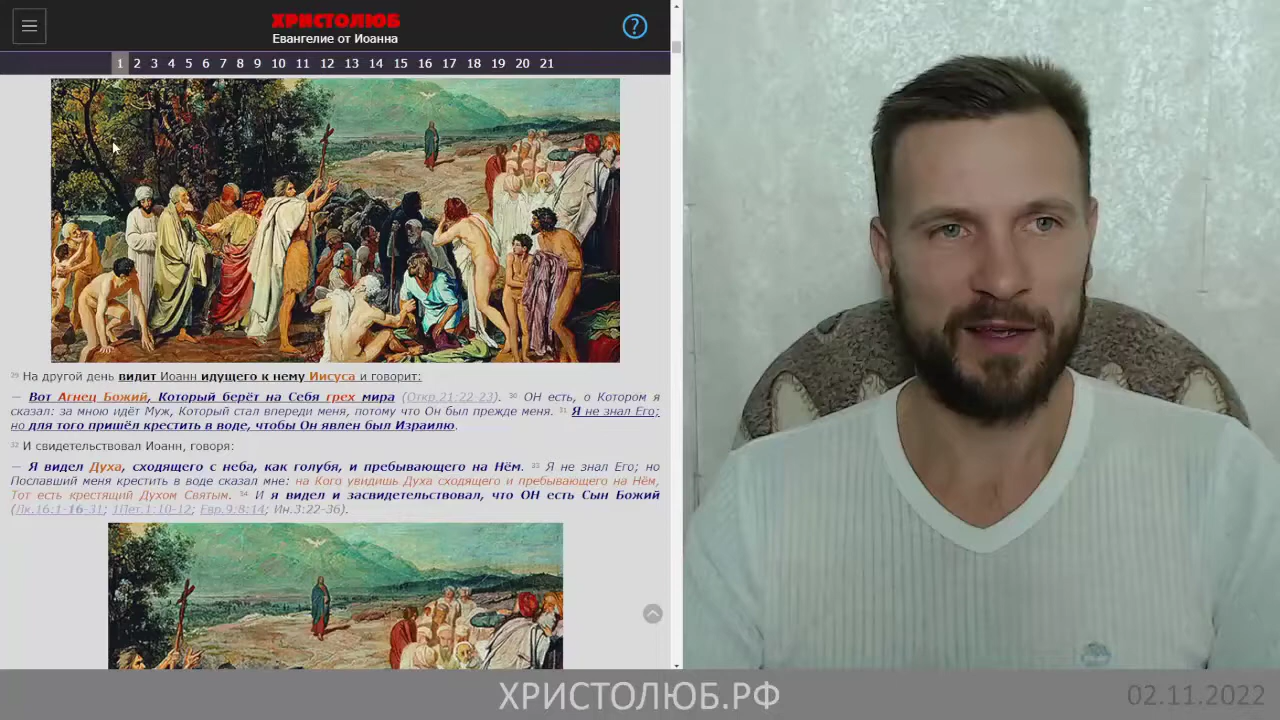 ХРИСТОЛЮБ
Евангелие от Иоанна
1 2 3 4 5 6 7 8 9 10 11 12 13 14 15 16 17 18 19 20 21
29 На другой день видит Иоанн идущего к нему Иисуса и говорит:
— Вот Агнец Божий, Который берёт на Себя грех мира (Откр.21:22-23). 30 ОН есть, о Котором я
сказал: за мною идёт Муж, Который стал впереди меня, потому что Он был прежде меня. 31 Я не знал Его;
но для того пришёл крестить в воде, чтобы Он явлен был Израилю.
32 И свидетельствовал Иоанн, говоря:
— Я видел Духа, сходящего с неба, как голубя, и пребывающего на Нём. 33 Я не знал Его; но
Пославший меня крестить в воде сказал мне: на Кого увидишь Духа сходящего и пребывающего на Нём,
Тот есть крестящий Духом Святым. 34 И я видел и засвидетельствовал, что ОН есть Сын Божий
(Лк.16:1-16-31; 1Пет.1:10-12; Евр.9:8:14; Ин.3:22-36).
ХРИСТОЛЮБ.РФ
02.11.2022